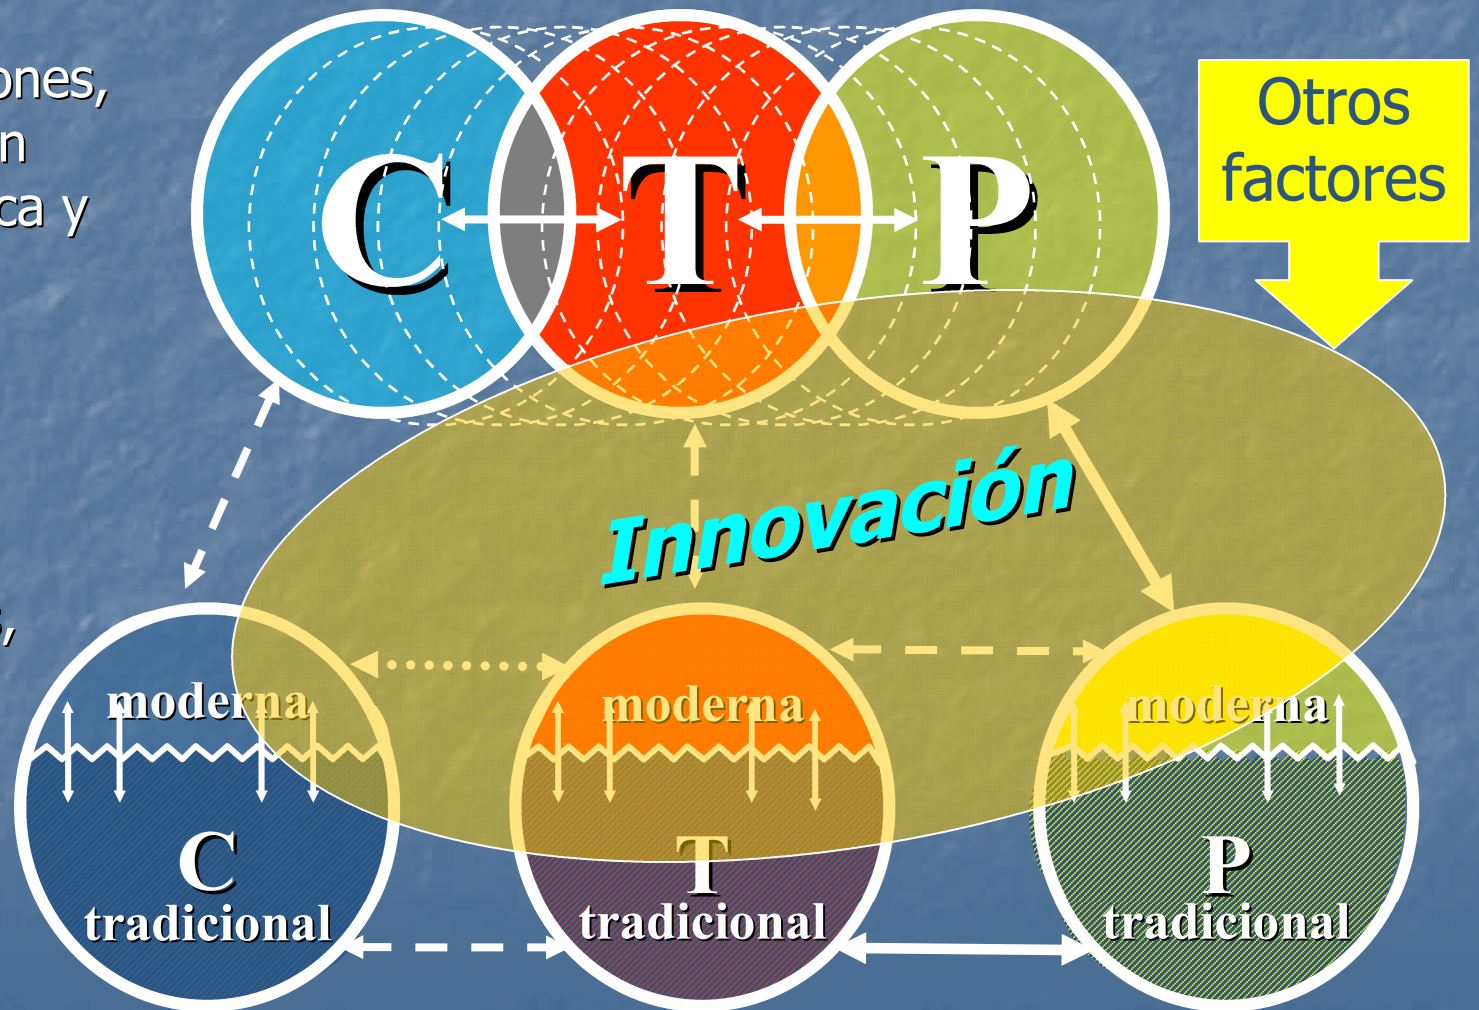 ones,
n
ca y
C T P
Otros
factores
Innovación
s,
moderna moderna moderna
C T P
tradicional tradicional tradicional